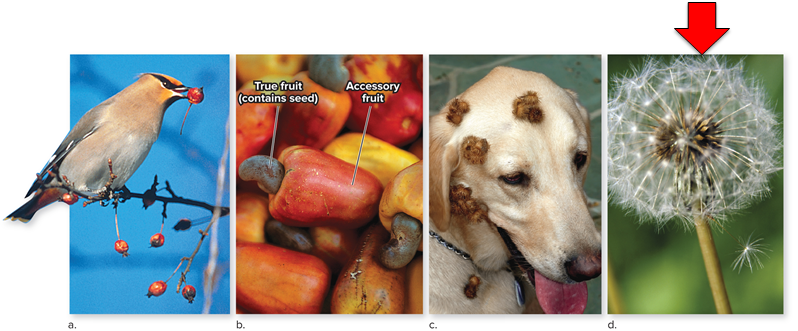 True fruit
(contains seed)
Accessory
fruit
a.
b.
c.
d.